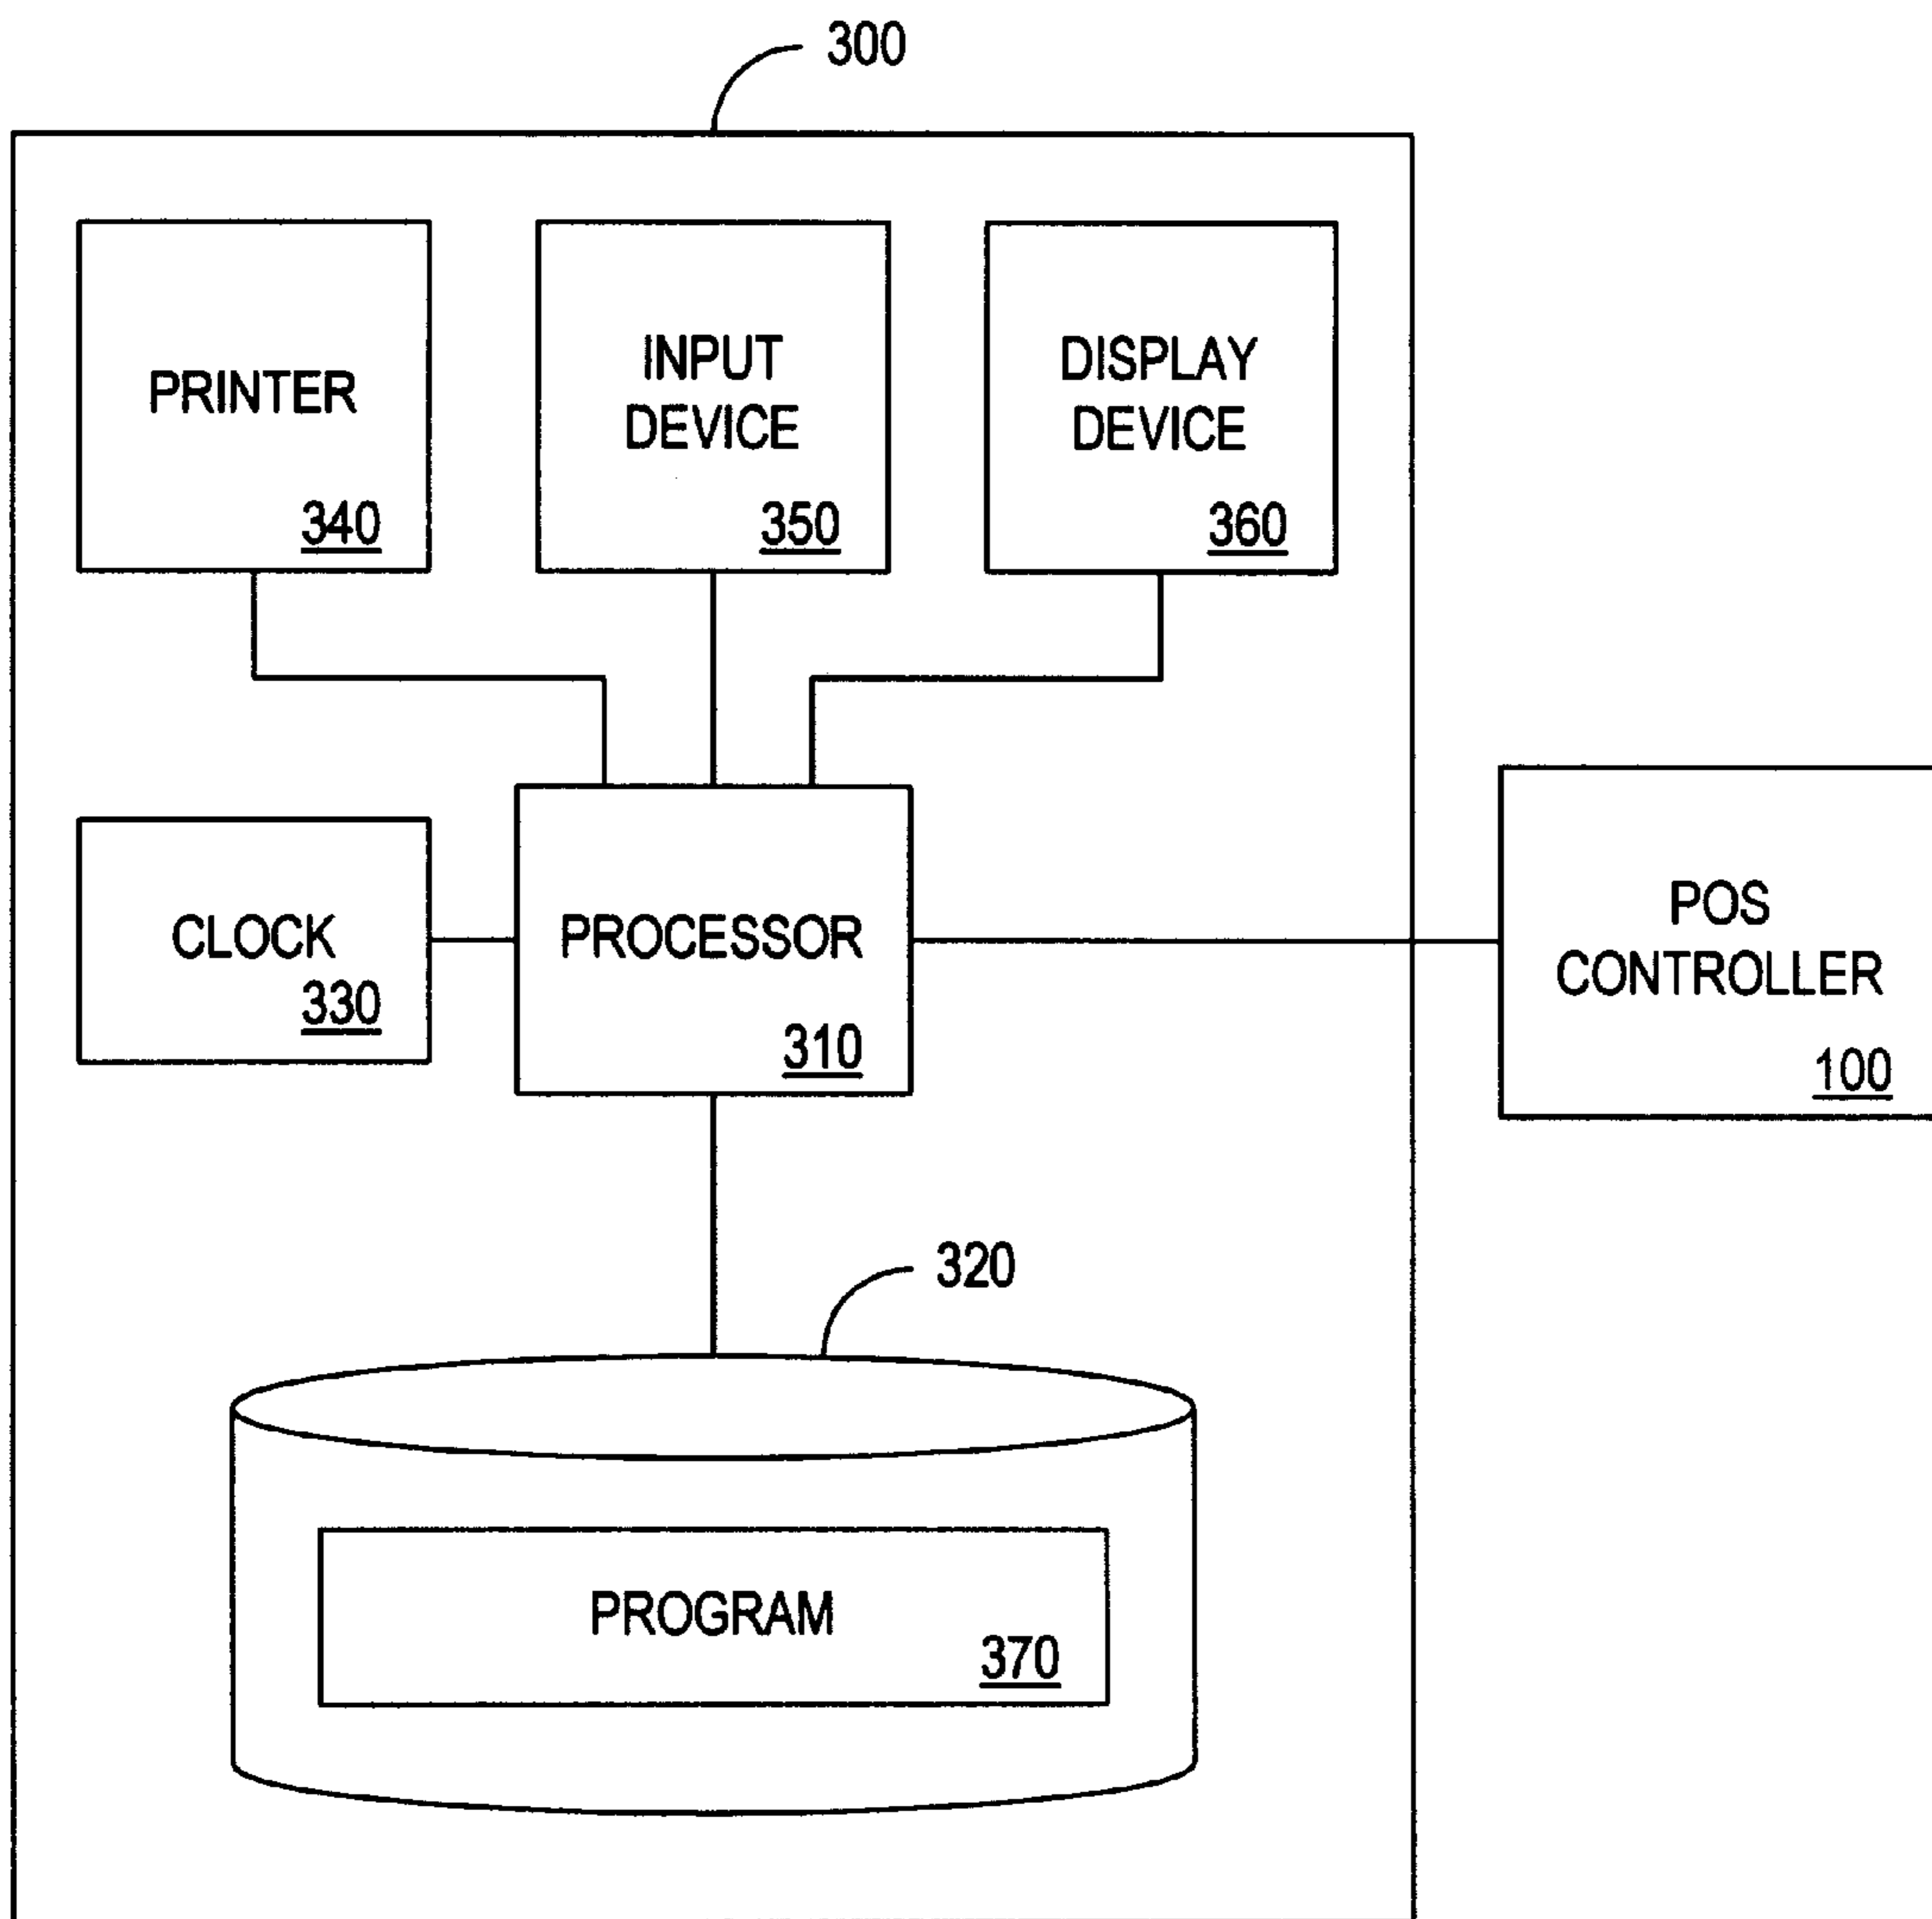 300
PRINTER
340
INPUT
DEVICE
350
DISPLAY
DEVICE
360
CLOCK
330
PROCESSOR
310
POS
CONTROLLER
100
320
PROGRAM
370